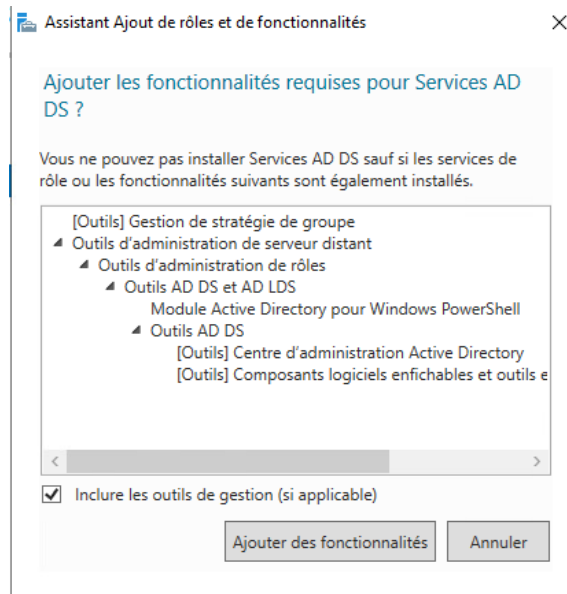 Assistant Ajout de rôles et de fonctionnalités
Ajouter les fonctionnalités requises pour Services AD
DS ?
Vous ne pouvez pas installer Services AD DS sauf si les services de
rôle ou les fonctionnalités suivants sont également installés.
[Outils] Gestion de stratégie de groupe
Outils d'administration de serveur distant
Outils d'administration de rôles
Outils AD DS et AD LDS
Module Active Directory pour Windows PowerShell
Outils AD DS
[Outils] Centre d'administration Active Directory
[Outils] Composants logiciels enfichables et outils e
Inclure les outils de gestion (si applicable)
Ajouter des fonctionnalités
Annuler